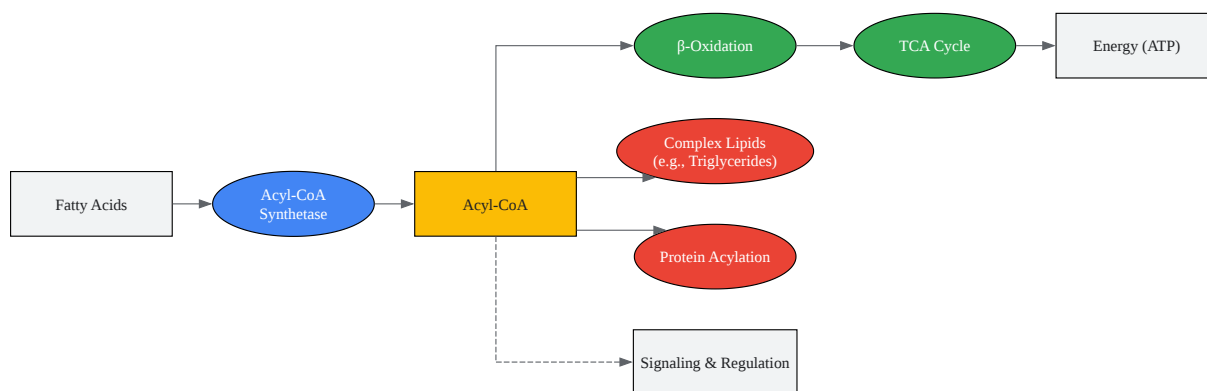 β-Oxidation
TCA Cycle
Energy (ATP)
Complex Lipids
(e.g., Triglycerides)
Fatty Acids
Acyl-CoA
Synthetase
Acyl-CoA
Protein Acylation
Signaling & Regulation